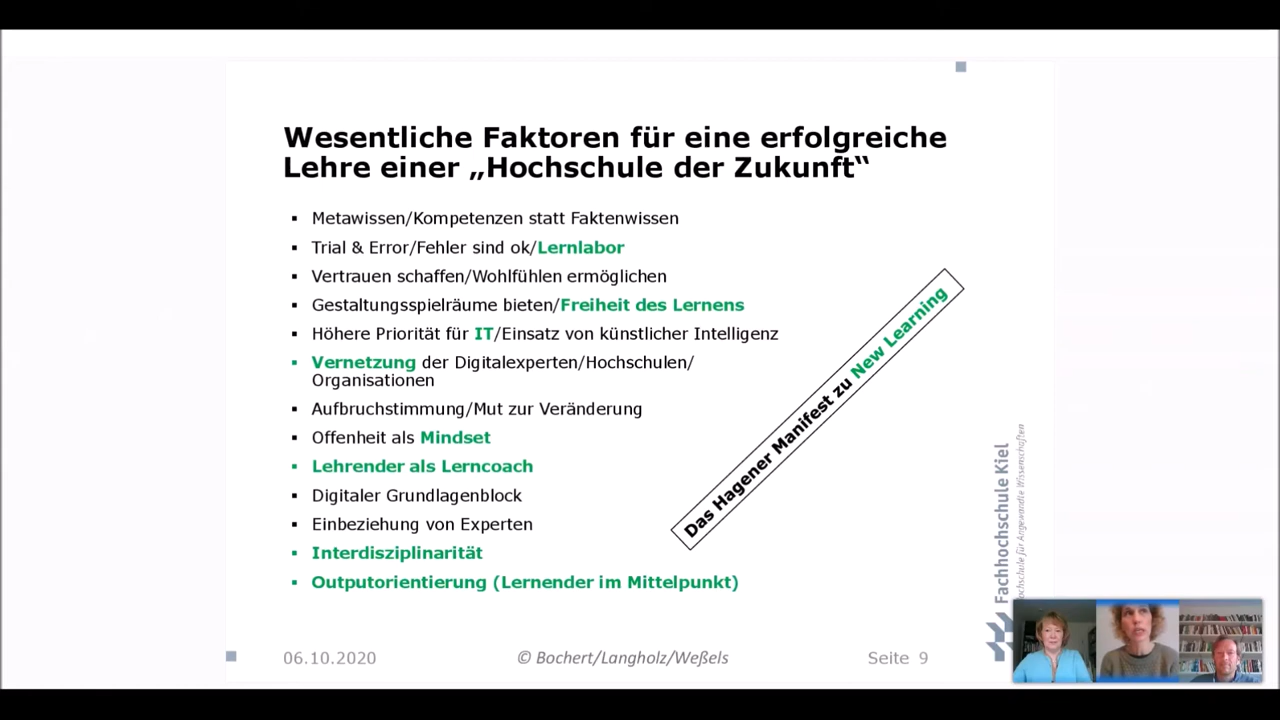 Wesentliche Faktoren für eine erfolgreiche
Lehre einer „Hochschule der Zukunft“
▪ Metawissen/Kompetenzen statt Faktenwissen
▪ Trial & Error/Fehler sind ok/Lernlabor
▪ Vertrauen schaffen/Wohlfühlen ermöglichen
▪ Gestaltungsspielräume bieten/Freiheit des Lernens
▪ Höhere Priorität für IT/Einsatz von künstlicher Intelligenz
▪ Vernetzung der Digitalexperten/Hochschulen/
Organisationen
▪ Aufbruchstimmung/Mut zur Veränderung
▪ Offenheit als Mindset
▪ Lehrender als Lerncoach
▪ Digitaler Grundlagenblock
▪ Einbeziehung von Experten
▪ Interdisziplinarität
▪ Outputorientierung (Lernender im Mittelpunkt)
Das Hagener Manifest zu New Learning
Fachhochschule Kiel
Hochschule für Angewandte Wissenschaften
06.10.2020
© Bochert/Langholz/Weßels
Seite 9